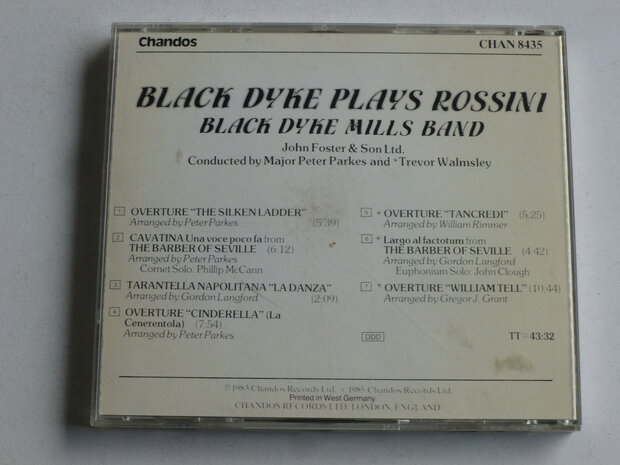 Chandos
CHAN 8435
BLACK DYKE PLAYS ROSSINI
BLACK DYKE MILLS BAND
John Foster & Son Ltd.
Conducted by Major Peter Parkes and *Trevor Walmsley
1 OVERTURE “THE SILKEN LADDER”
Arranged by Peter Parkes (5:39)
2 CAVATINA Una voce poco fa from
THE BARBER OF SEVILLE (6:12)
Arranged by Peter Parkes
Cornet Solo: Phillip McCann
3 TARANTELLA NAPOLITANA “LA DANZA”
Arranged by Gordon Langford (2:09)
4 OVERTURE “CINDERELLA” (La
Cenerentola) (7:54)
Arranged by Peter Parkes
5 * OVERTURE “TANCREDI” (5:25)
Arranged by William Rimmer
6 * Largo al factotum from
THE BARBER OF SEVILLE (4:42)
Arranged by Gordon Langford
Euphonium Solo: John Clough
7 * OVERTURE “WILLIAM TELL” (10:44)
Arranged by Gregor J. Grant
DDD
TT=43:32
℗ 1983 Chandos Records Ltd. 1985 Chandos Records Ltd.
Printed in West Germany
CHANDOS RECORDS LTD. LONDON, ENGLAND